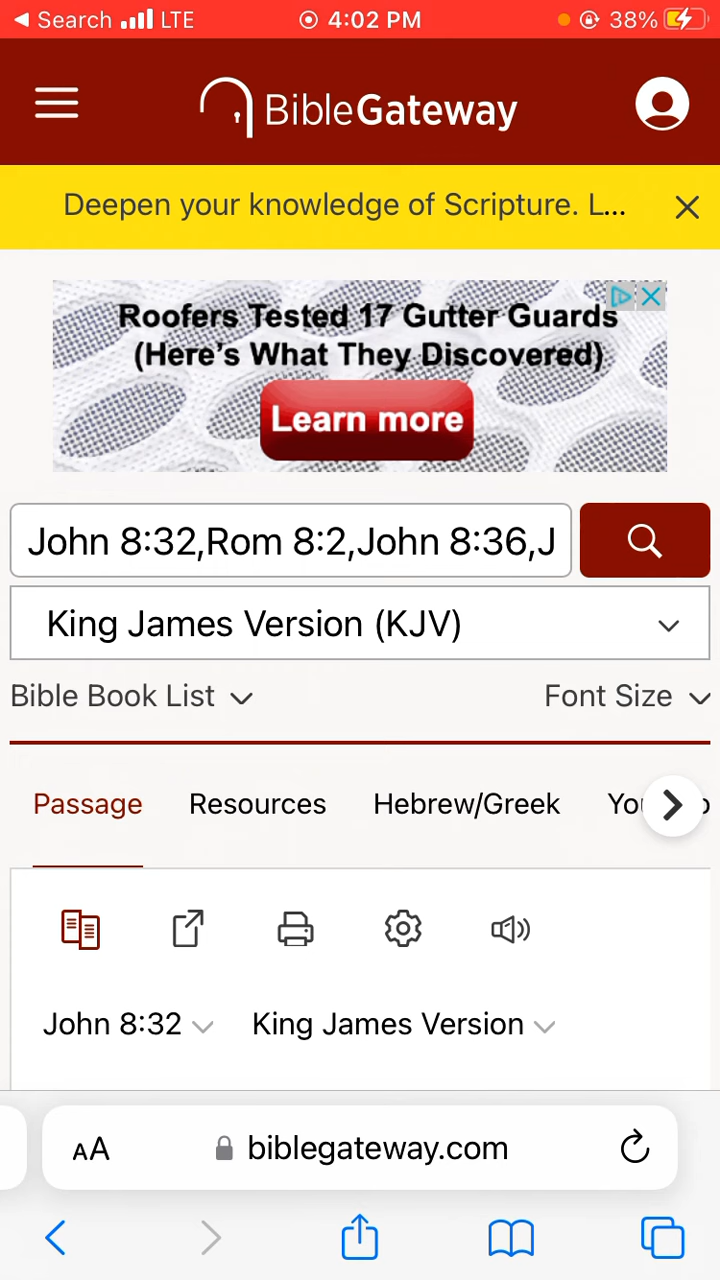 Search LTE 4:02 PM 38%
BibleGateway
Deepen your knowledge of Scripture. L...
Roofers Tested 17 Gutter Guards
(Here's What They Discovered)
Learn more
John 8:32,Rom 8:2,John 8:36,J
King James Version (KJV)
Bible Book List Font Size
Passage Resources Hebrew/Greek You
John 8:32 King James Version
AA biblegateway.com